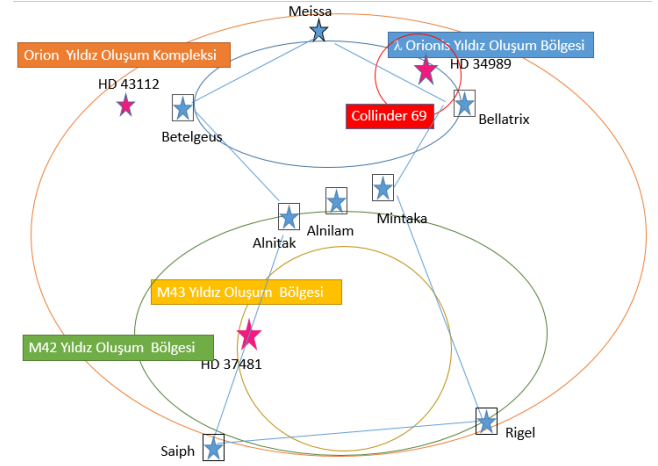 Meissa
Orion Yıldız Oluşum Kompleksi
λ Orionis Yıldız Oluşum Bölgesi
HD 34989
HD 43112
Collinder 69
Bellatrix
Betelgeus
Mintaka
Alnilam
Alnitak
M43 Yıldız Oluşum Bölgesi
M42 Yıldız Oluşum Bölgesi
HD 37481
Rigel
Saiph